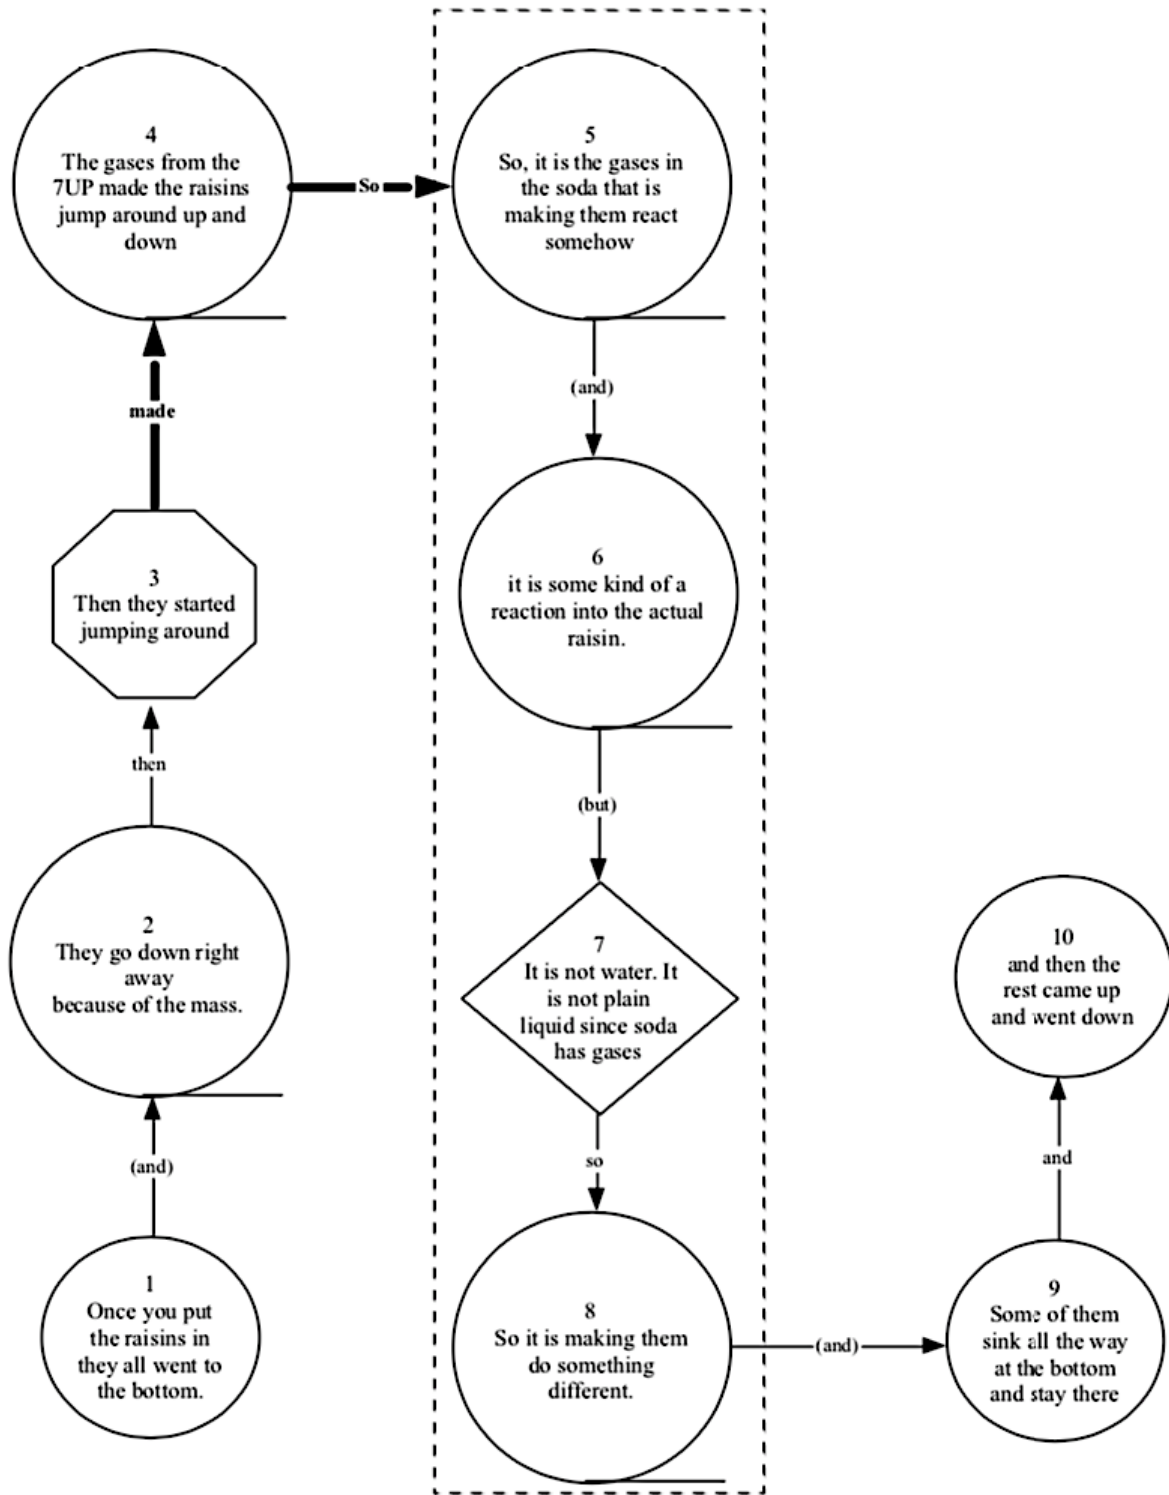 4
The gases from the
7UP made the raisins
jump around up and
down
So
5
So, it is the gases in
the soda that is
making them react
somehow
(and)
made
6
it is some kind of a
reaction into the actual
raisin.
3
Then they started
jumping around
then
(but)
2
They go down right
away
because of the mass.
7
It is not water. It
is not plain
liquid since soda
has gases
10
and then the
rest came up
and went down
(and)
so
and
1
Once you put
the raisins in
they all went to
the bottom.
8
So it is making them
do something
different.
(and)
9
Some of them
sink all the way
at the bottom
and stay there